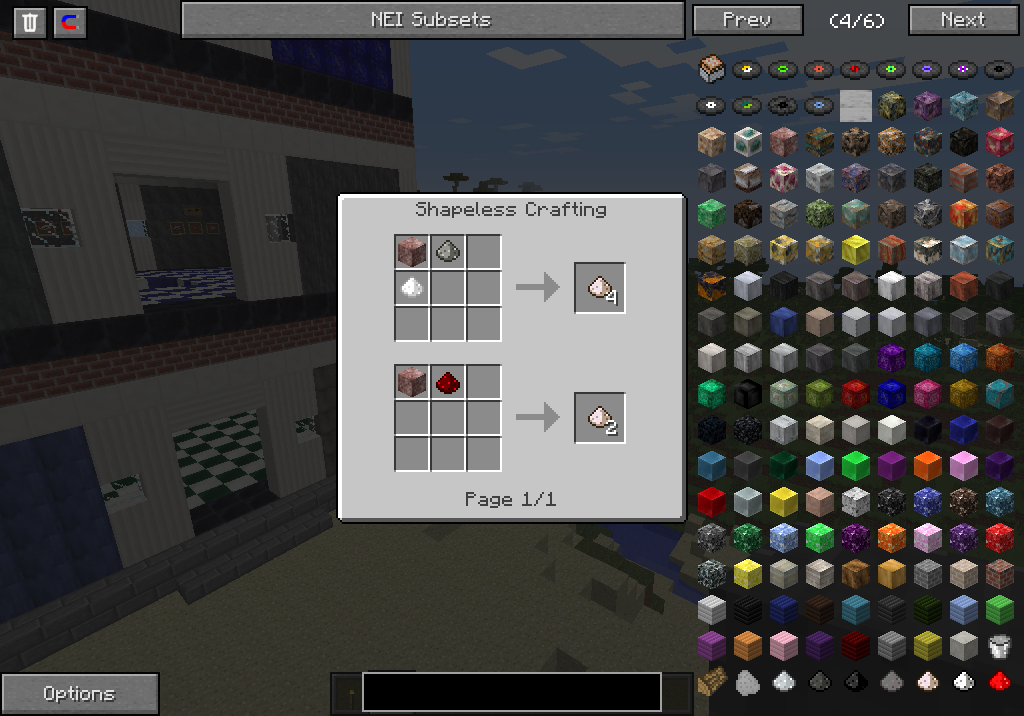 NEI Subsets
Prev
(4/6)
Next
Shapeless Crafting
4
2
Page 1/1
Options